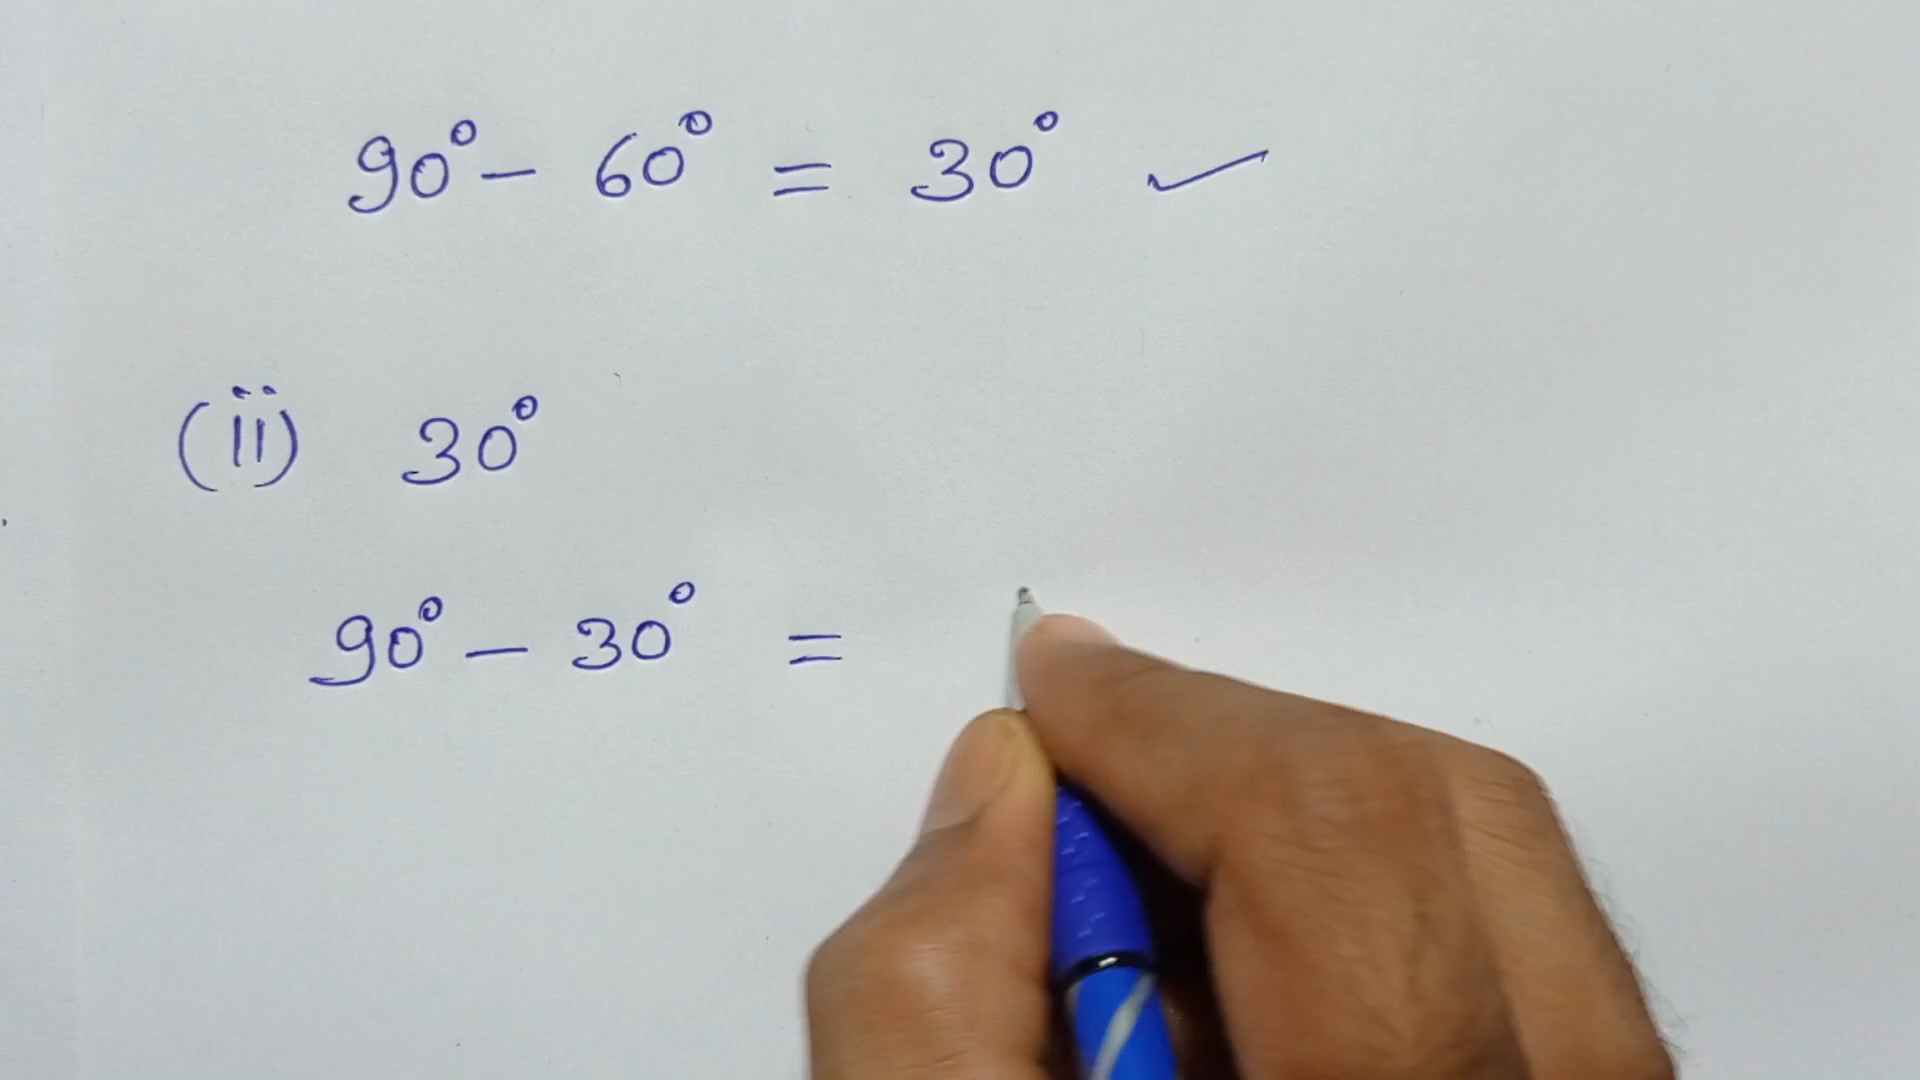 90° - 60° = 30° ✓
(ii) 30°
90° - 30° =